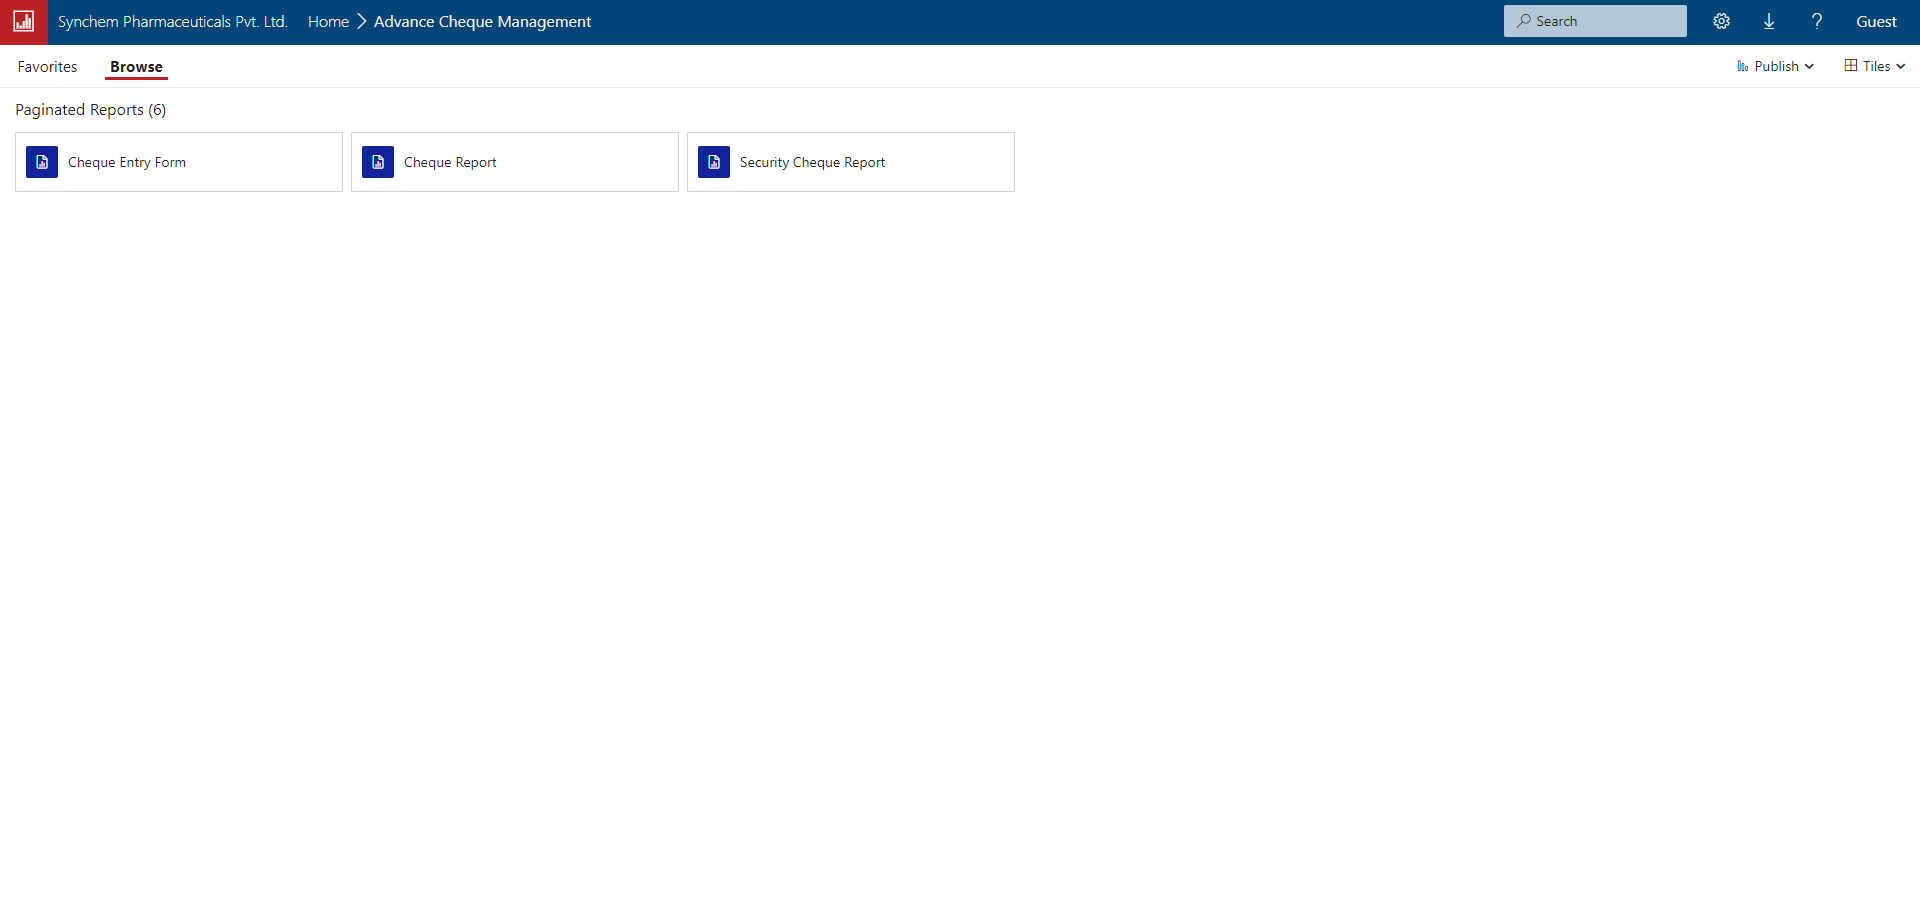 Synchem Pharmaceuticals Pvt. Ltd. Home Advance Cheque Management Search ? Guest
Favorites Browse Publish Tiles
Paginated Reports (6)
Cheque Entry Form Cheque Report Security Cheque Report